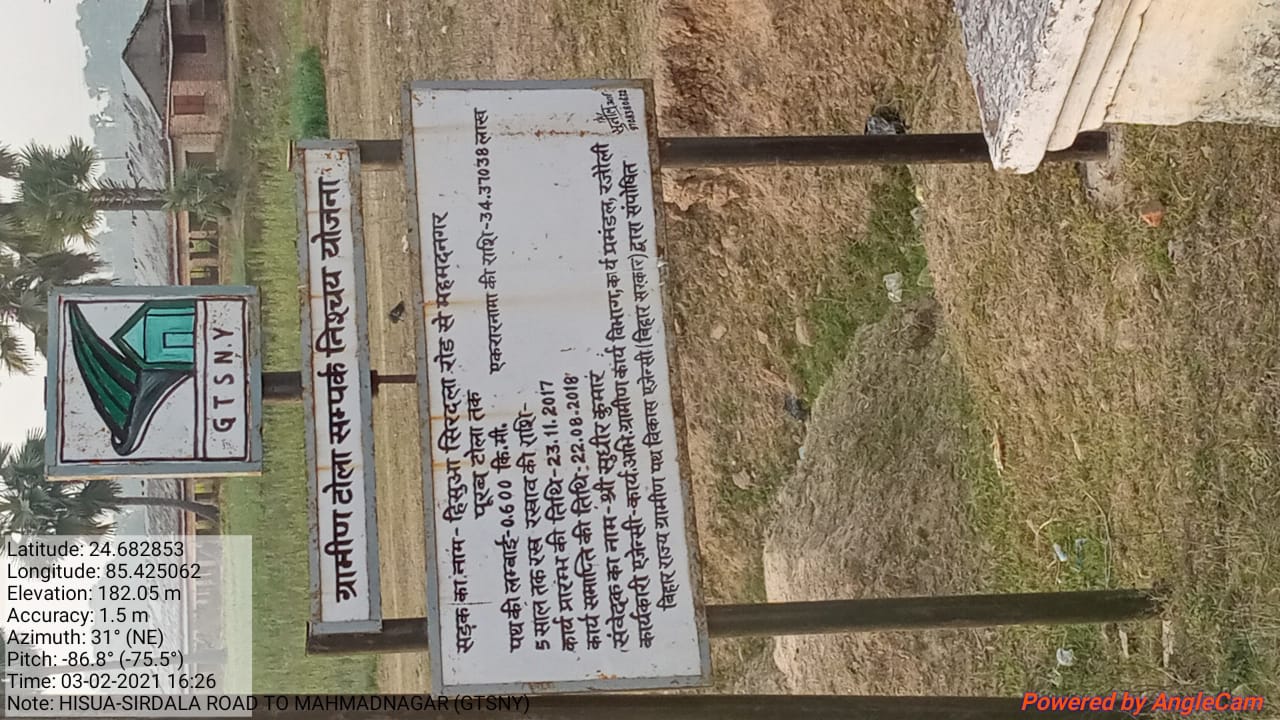 G T S N.Y
ग्रामीण टोला सम्पर्क निश्चय योजना
सड़क का नाम - हिसुआ सिरदला रोड से महमदनगर
पूरब टोला तक
पथ की लम्बाई- 0.600 कि.मी. एकरारनामा की राशि-34.37038 लाख
5 साल तक रख रखाव की राशि-
कार्य प्रारंम्भ की तिथि-23.11.2017
कार्य समाप्ति की तिथि:22.08.2018
संवेदक का नाम - श्री सुधीर कुमार
कार्यकारी एजेन्सी-कार्य.अभि.ग्रामीण कार्य विभाग,कार्य प्रमंडल, रजौली
बिहार राज्य ग्रामीण पथ विकास एजेन्सी (बिहार सरकार) द्वारा संपोषित
Latitude: 24.682853
Longitude: 85.425062
Elevation: 182.05 m
Accuracy: 1.5 m
Azimuth: 31° (NE)
Pitch: -86.8° (-75.5°)
Time: 03-02-2021 16:26
Note: HISUA-SIRDALA ROAD TO MAHMADNAGAR (GTSNY)
Powered by AngleCam